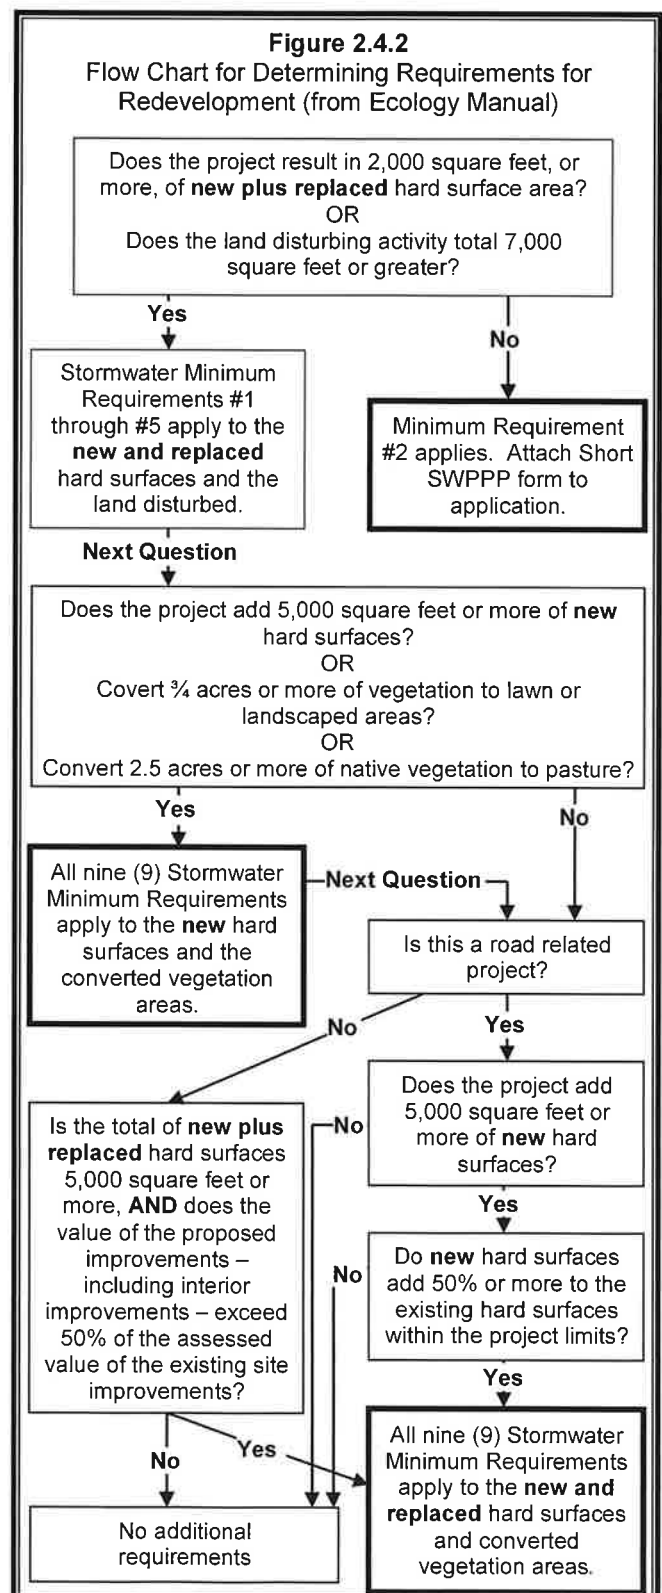 Figure 2.4.2
Flow Chart for Determining Requirements for
Redevelopment (from Ecology Manual)
Does the project result in 2,000 square feet, or
more, of new plus replaced hard surface area?
OR
Does the land disturbing activity total 7,000
square feet or greater?
Yes
No
Stormwater Minimum
Requirements #1
through #5 apply to the
new and replaced
hard surfaces and the
land disturbed.
Minimum Requirement
#2 applies. Attach Short
SWPPP form to
application.
Next Question
Does the project add 5,000 square feet or more of new
hard surfaces?
OR
Covert ¾ acres or more of vegetation to lawn or
landscaped areas?
OR
Convert 2.5 acres or more of native vegetation to pasture?
Yes
No
All nine (9) Stormwater
Minimum Requirements
apply to the new hard
surfaces and the
converted vegetation
areas.
Next Question
Is this a road related
project?
No
Yes
Does the project add
5,000 square feet or
more of new hard
surfaces?
No
Yes
Is the total of new plus
replaced hard surfaces
5,000 square feet or
more, AND does the
value of the proposed
improvements –
including interior
improvements – exceed
50% of the assessed
value of the existing site
improvements?
Do new hard surfaces
add 50% or more to the
existing hard surfaces
within the project limits?
No
Yes
No
Yes
All nine (9) Stormwater
Minimum Requirements
apply to the new and
replaced hard surfaces
and converted
vegetation areas.
No additional
requirements